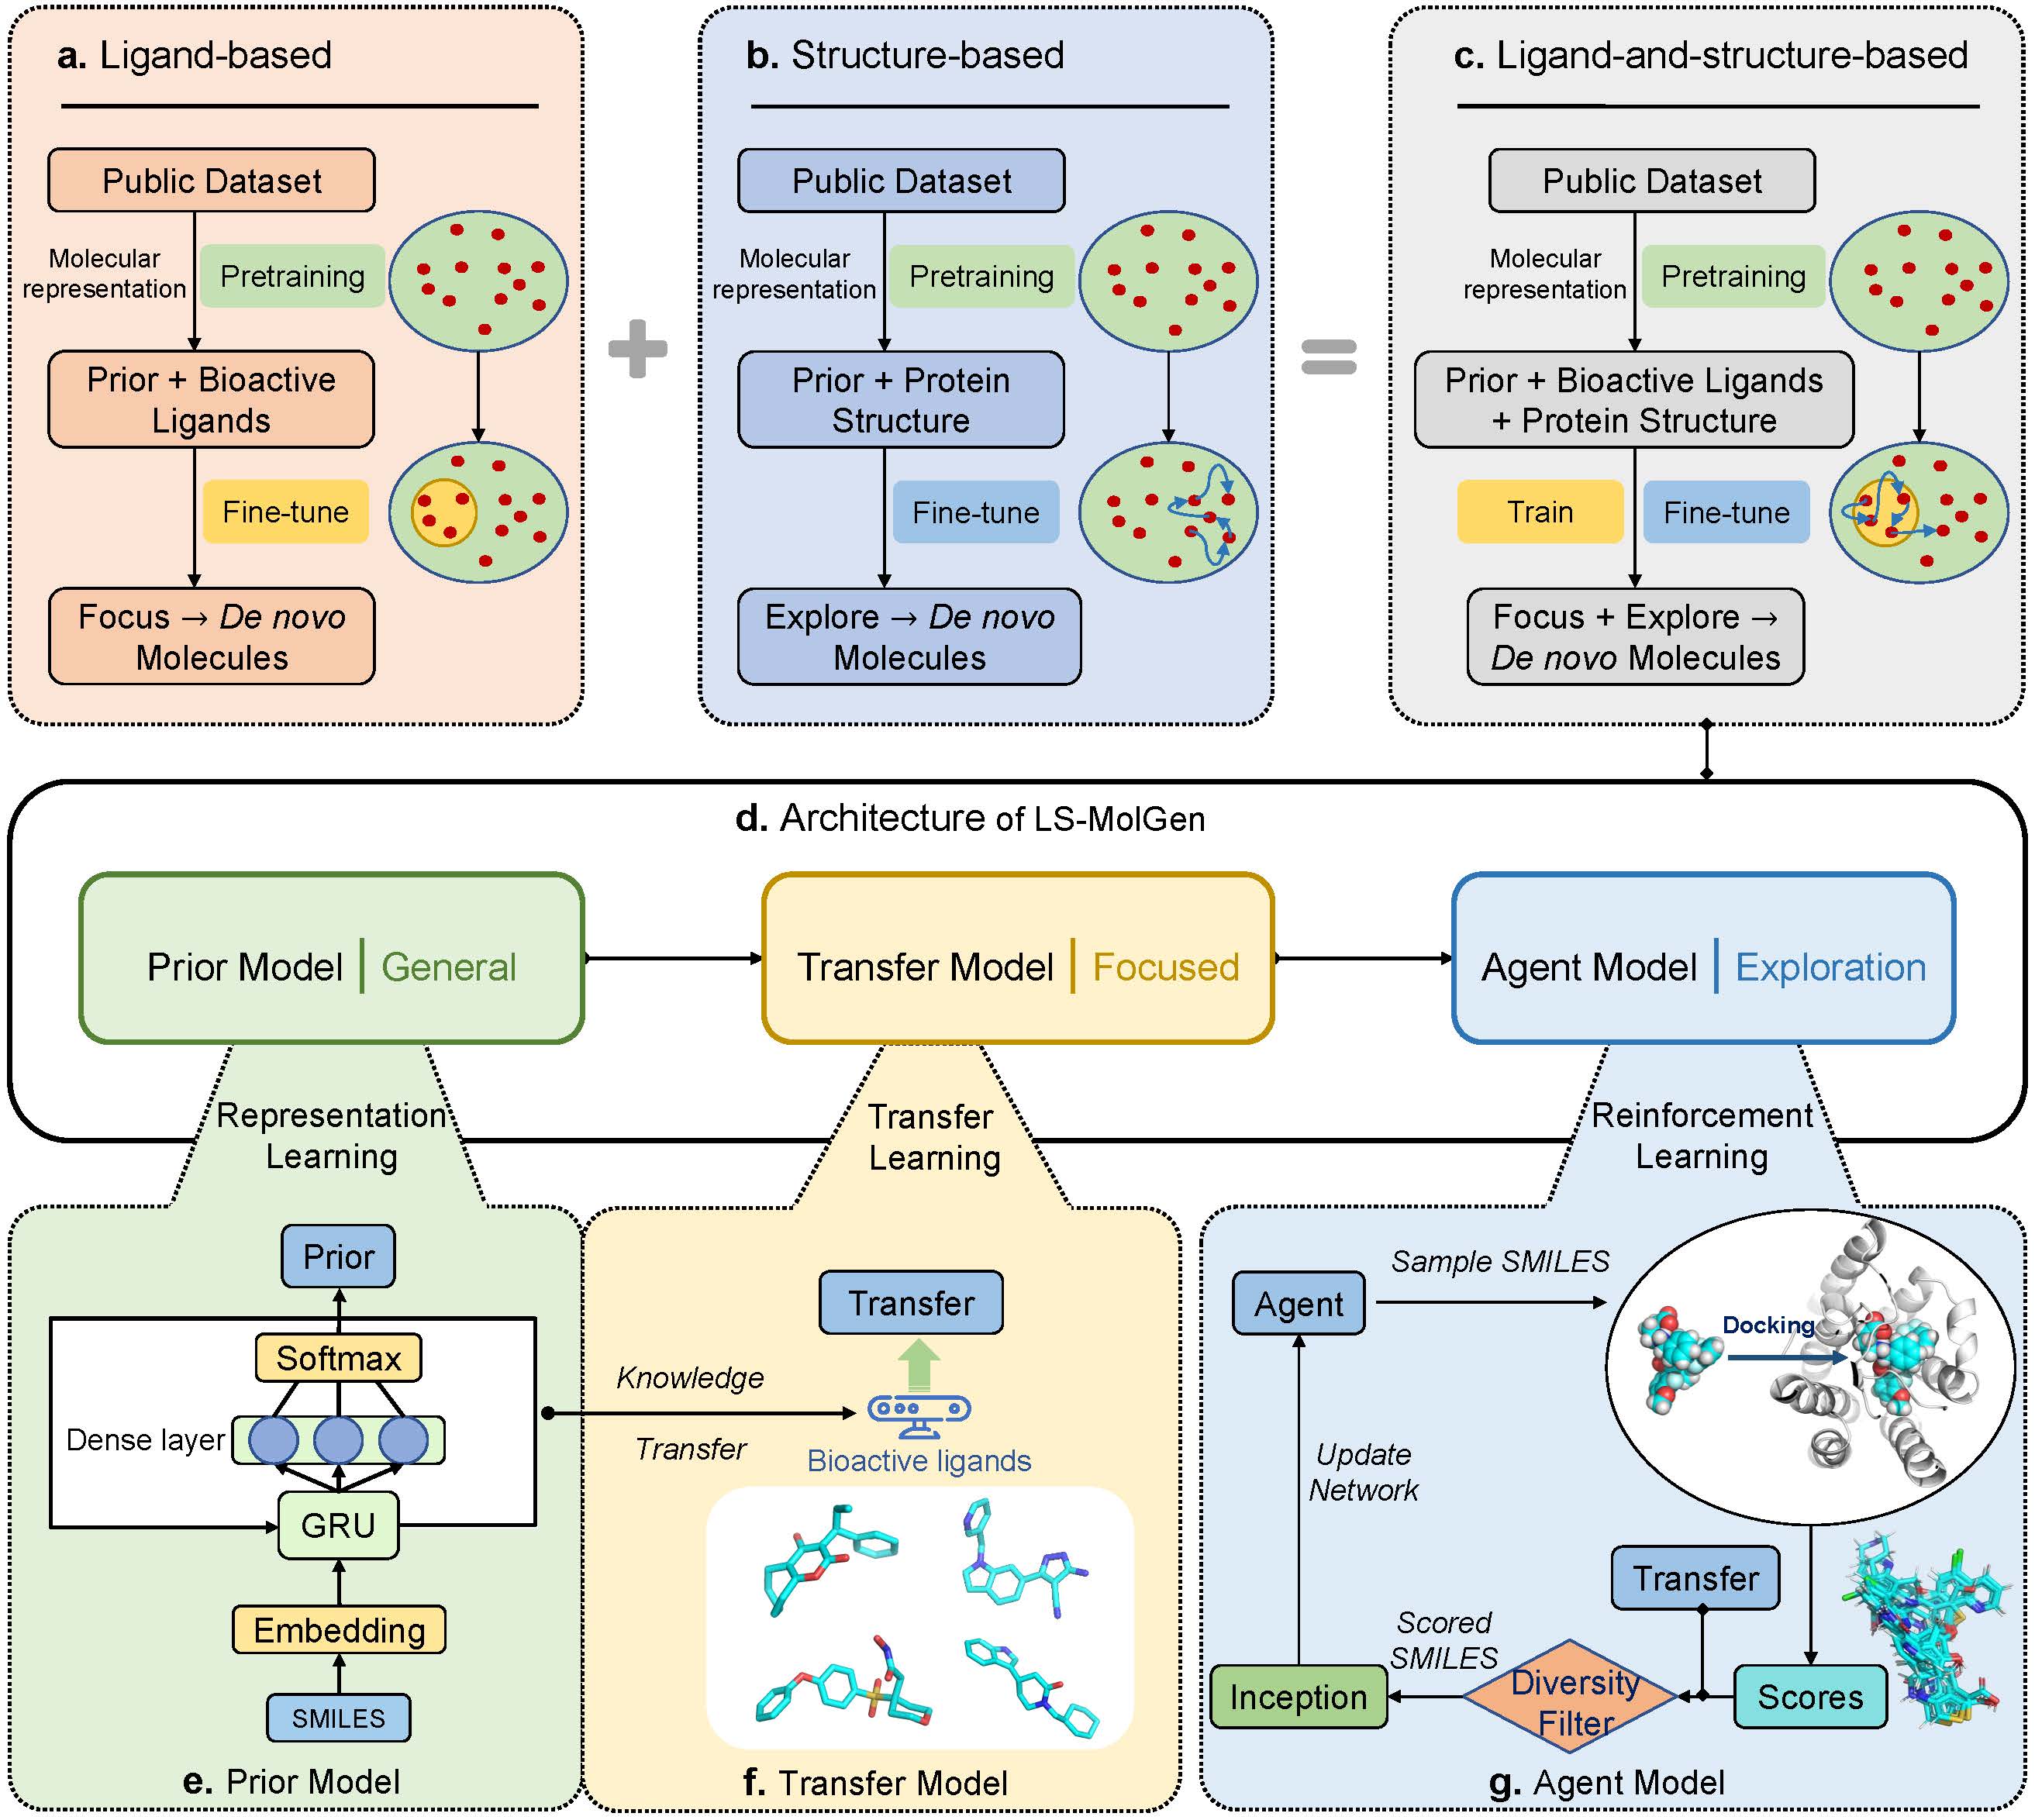 a. Ligand-based
Public Dataset
Molecular
representation
Pretraining
Prior + Bioactive
Ligands
Fine-tune
Focus → De novo
Molecules
b. Structure-based
Public Dataset
Molecular
representation
Pretraining
Prior + Protein
Structure
Fine-tune
Explore → De novo
Molecules
c. Ligand-and-structure-based
Public Dataset
Molecular
representation
Pretraining
Prior + Bioactive Ligands
+ Protein Structure
Train
Fine-tune
Focus + Explore →
De novo Molecules
d. Architecture of LS-MolGen
Prior Model | General
Transfer Model | Focused
Agent Model | Exploration
Representation
Learning
Transfer
Learning
Reinforcement
Learning
Prior
Softmax
Dense layer
GRU
Embedding
SMILES
e. Prior Model
Knowledge
Transfer
Transfer
Bioactive ligands
f. Transfer Model
Agent
Sample SMILES
Docking
Update
Network
Transfer
Scored
SMILES
Inception
Diversity
Filter
Scores
g. Agent Model